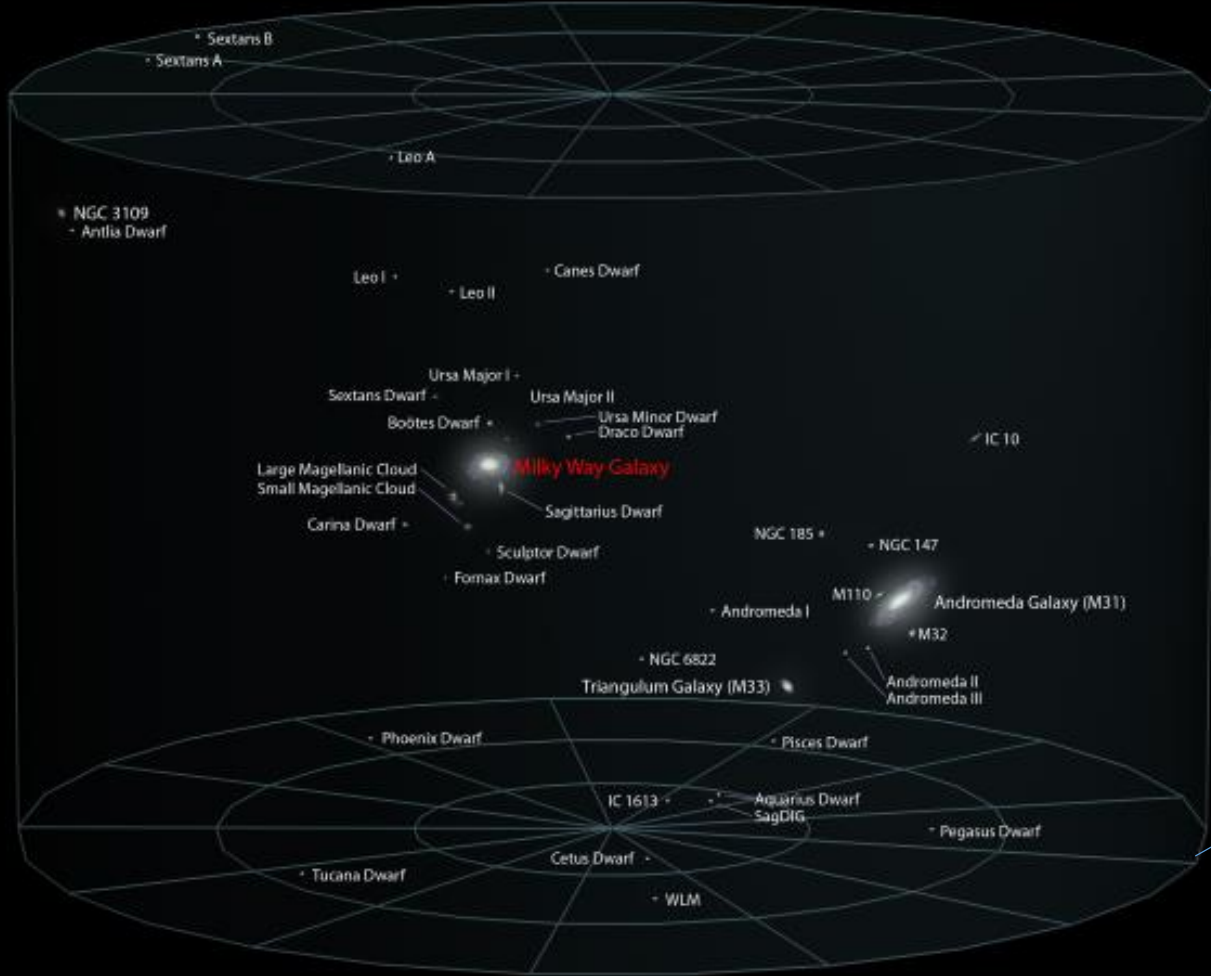 Sextans B
Sextans A
Leo A
NGC 3109
Antlia Dwarf
Canes Dwarf
Leo I
Leo II
Ursa Major I
Sextans Dwarf
Ursa Major II
Ursa Minor Dwarf
Boötes Dwarf
Draco Dwarf
IC 10
Milky Way Galaxy
Large Magellanic Cloud
Small Magellanic Cloud
Sagittarius Dwarf
Carina Dwarf
NGC 185
NGC 147
Sculptor Dwarf
Fornax Dwarf
M110
Andromeda Galaxy (M31)
Andromeda I
M32
NGC 6822
Andromeda II
Triangulum Galaxy (M33)
Andromeda III
Phoenix Dwarf
Pisces Dwarf
IC 1613
Aquarius Dwarf
SagDIG
Pegasus Dwarf
Cetus Dwarf
Tucana Dwarf
WLM